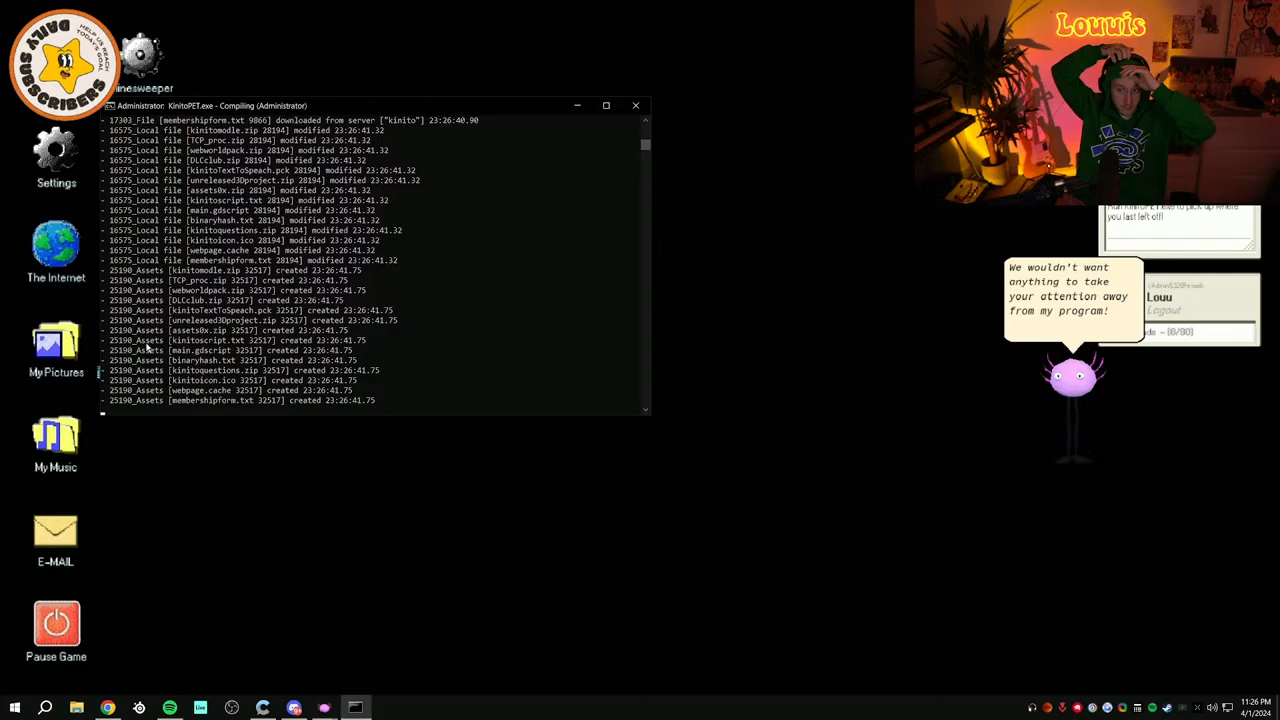 DAILY SUBSCRIBERS
HELP US REACH TODAY'S GOAL
Louuis
inesweeper
Settings
The Internet
My Pictures
My Music
E-MAIL
Pause Game
Administrator: KinitoPET.exe - Compiling (Administrator)
- 17303_File [membershipform.txt 9866] downloaded from server ["kinito"] 23:26:40.90
- 16575_Local file [kinitomodle.zip 28194] modified 23:26:41.32
- 16575_Local file [TCP_proc.zip 28194] modified 23:26:41.32
- 16575_Local file [webworldpack.zip 28194] modified 23:26:41.32
- 16575_Local file [DLCclub.zip 28194] modified 23:26:41.32
- 16575_Local file [kinitoTextToSpeach.pck 28194] modified 23:26:41.32
- 16575_Local file [unreleased3Dproject.zip 28194] modified 23:26:41.32
- 16575_Local file [assets0x.zip 28194] modified 23:26:41.32
- 16575_Local file [kinitoscript.txt 28194] modified 23:26:41.32
- 16575_Local file [main.gdscript 28194] modified 23:26:41.32
- 16575_Local file [binaryhash.txt 28194] modified 23:26:41.32
- 16575_Local file [kinitoquestions.zip 28194] modified 23:26:41.32
- 16575_Local file [kinitoicon.ico 28194] modified 23:26:41.32
- 16575_Local file [webpage.cache 28194] modified 23:26:41.32
- 16575_Local file [membershipform.txt 28194] modified 23:26:41.32
- 25190_Assets [kinitomodle.zip 32517] created 23:26:41.75
- 25190_Assets [TCP_proc.zip 32517] created 23:26:41.75
- 25190_Assets [webworldpack.zip 32517] created 23:26:41.75
- 25190_Assets [DLCclub.zip 32517] created 23:26:41.75
- 25190_Assets [kinitoTextToSpeach.pck 32517] created 23:26:41.75
- 25190_Assets [unreleased3Dproject.zip 32517] created 23:26:41.75
- 25190_Assets [assets0x.zip 32517] created 23:26:41.75
- 25190_Assets [kinitoscript.txt 32517] created 23:26:41.75
- 25190_Assets [main.gdscript 32517] created 23:26:41.75
- 25190_Assets [binaryhash.txt 32517] created 23:26:41.75
- 25190_Assets [kinitoquestions.zip 32517] created 23:26:41.75
- 25190_Assets [kinitoicon.ico 32517] created 23:26:41.75
- 25190_Assets [webpage.cache 32517] created 23:26:41.75
- 25190_Assets [membershipform.txt 32517] created 23:26:41.75
Run KinitoPET.exe to pick up where
you last left off!
We wouldn't want
anything to take
your attention away
from my program!
Louu
Logout
nds - (0/80)
Live
11:26 PM
4/1/2024